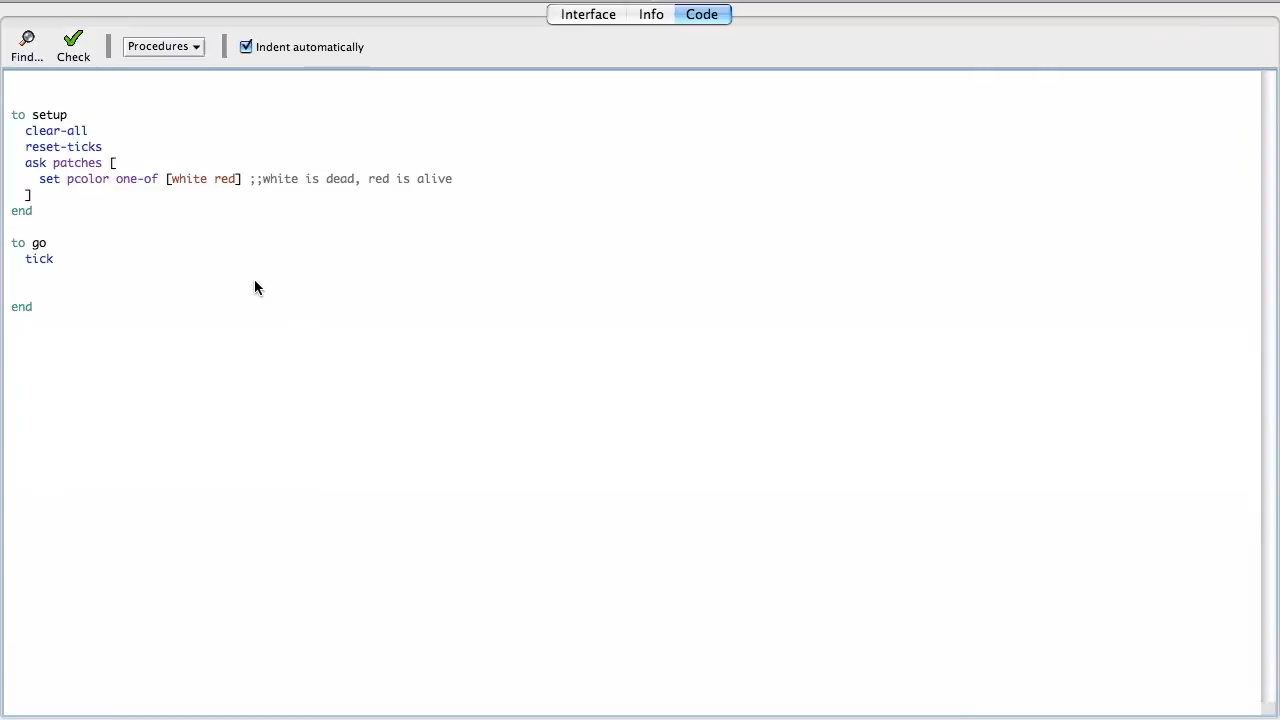 Interface Info Code
Find... Check Procedures Indent automatically
to setup
clear-all
reset-ticks
ask patches [
set pcolor one-of [white red] ;;white is dead, red is alive
]
end
to go
tick
end